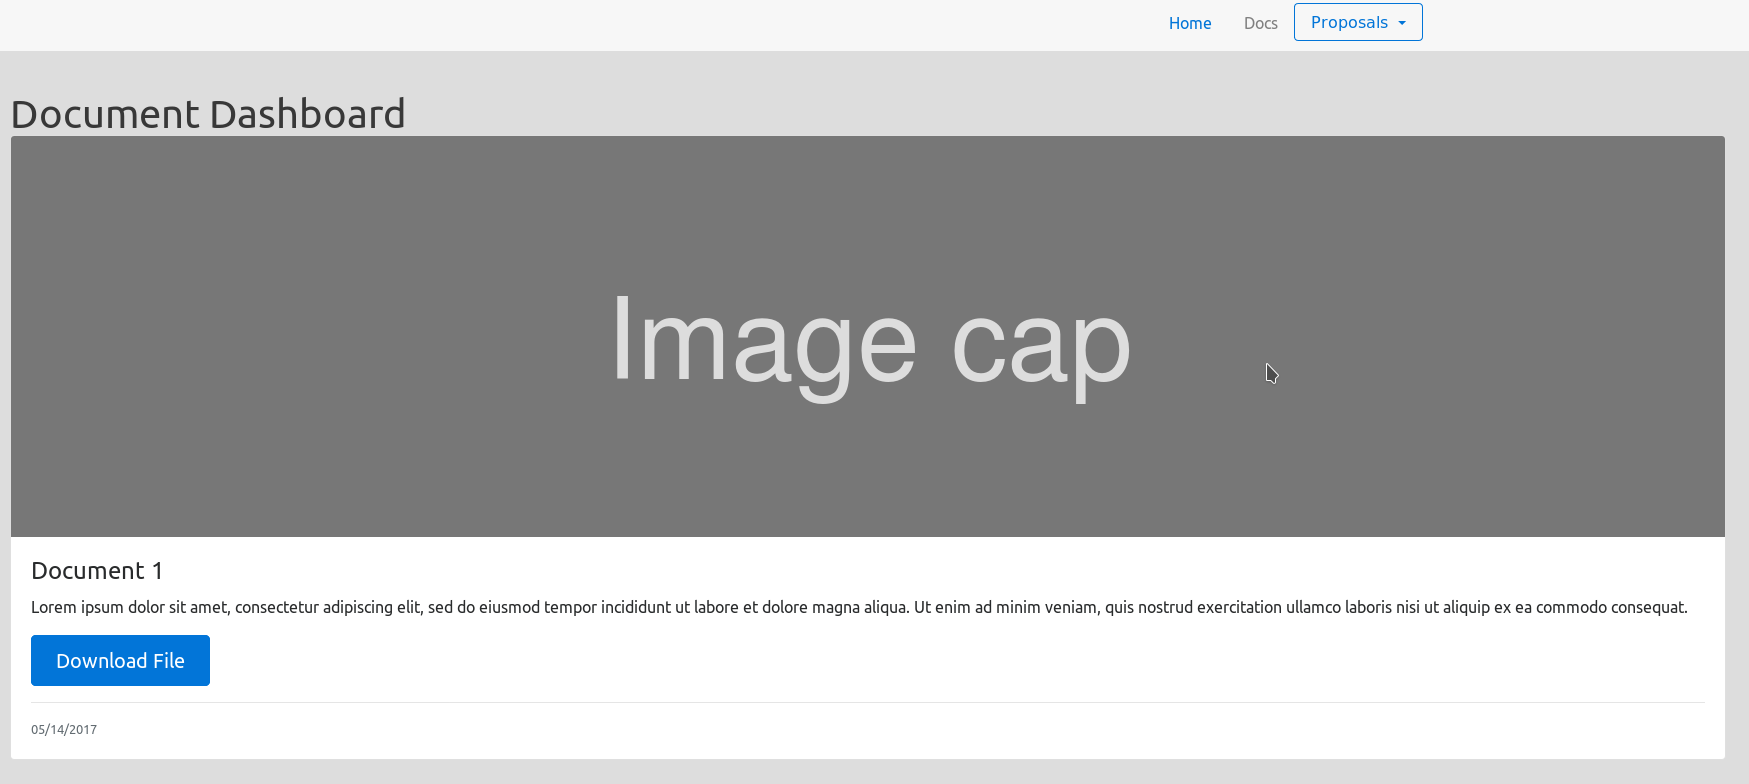 Home Docs Proposals
Document Dashboard
Image cap
Document 1
Lorem ipsum dolor sit amet, consectetur adipiscing elit, sed do eiusmod tempor incididunt ut labore et dolore magna aliqua. Ut enim ad minim veniam, quis nostrud exercitation ullamco laboris nisi ut aliquip ex ea commodo consequat.
Download File
05/14/2017